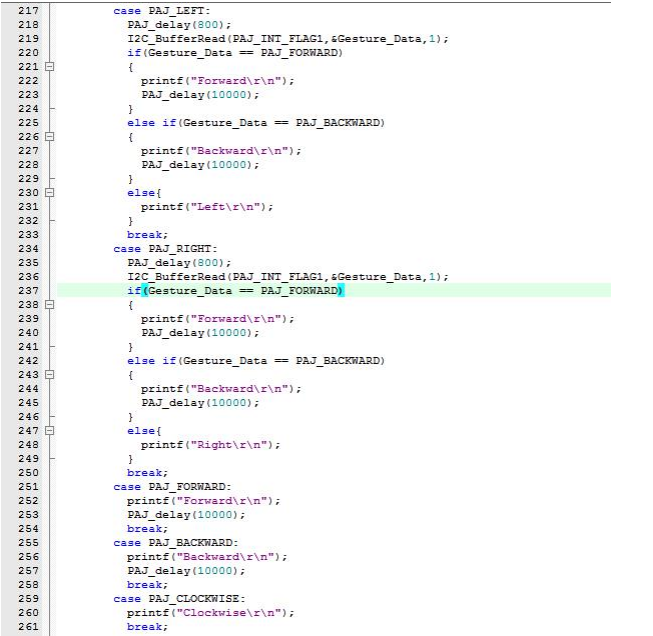 217 case PAJ_LEFT:
218 PAJ_delay(800);
219 I2C_BufferRead(PAJ_INT_FLAG1,&Gesture_Data,1);
220 if(Gesture_Data == PAJ_FORWARD)
221 {
222 printf("Forward\r\n");
223 PAJ_delay(10000);
224 }
225 else if(Gesture_Data == PAJ_BACKWARD)
226 {
227 printf("Backward\r\n");
228 PAJ_delay(10000);
229 }
230 else{
231 printf("Left\r\n");
232 }
233 break;
234 case PAJ_RIGHT:
235 PAJ_delay(800);
236 I2C_BufferRead(PAJ_INT_FLAG1,&Gesture_Data,1);
237 if(Gesture_Data == PAJ_FORWARD)
238 {
239 printf("Forward\r\n");
240 PAJ_delay(10000);
241 }
242 else if(Gesture_Data == PAJ_BACKWARD)
243 {
244 printf("Backward\r\n");
245 PAJ_delay(10000);
246 }
247 else{
248 printf("Right\r\n");
249 }
250 break;
251 case PAJ_FORWARD:
252 printf("Forward\r\n");
253 PAJ_delay(10000);
254 break;
255 case PAJ_BACKWARD:
256 printf("Backward\r\n");
257 PAJ_delay(10000);
258 break;
259 case PAJ_CLOCKWISE:
260 printf("Clockwise\r\n");
261 break;